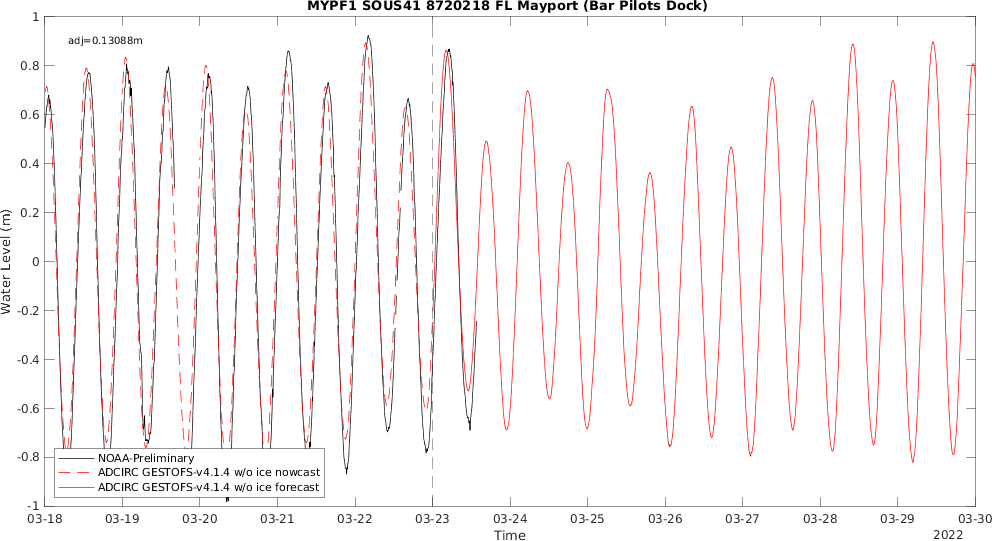 MYPF1 SOUS41 8720218 FL Mayport (Bar Pilots Dock)
adj=0.13088m
1
0.8
0.6
0.4
0.2
0
-0.2
-0.4
-0.6
-0.8
-1
Water Level (m)
NOAA-Preliminary
ADCIRC GESTOFS-v4.1.4 w/o ice nowcast
ADCIRC GESTOFS-v4.1.4 w/o ice forecast
03-18 03-19 03-20 03-21 03-22 03-23 03-24 03-25 03-26 03-27 03-28 03-29 03-30
Time
2022